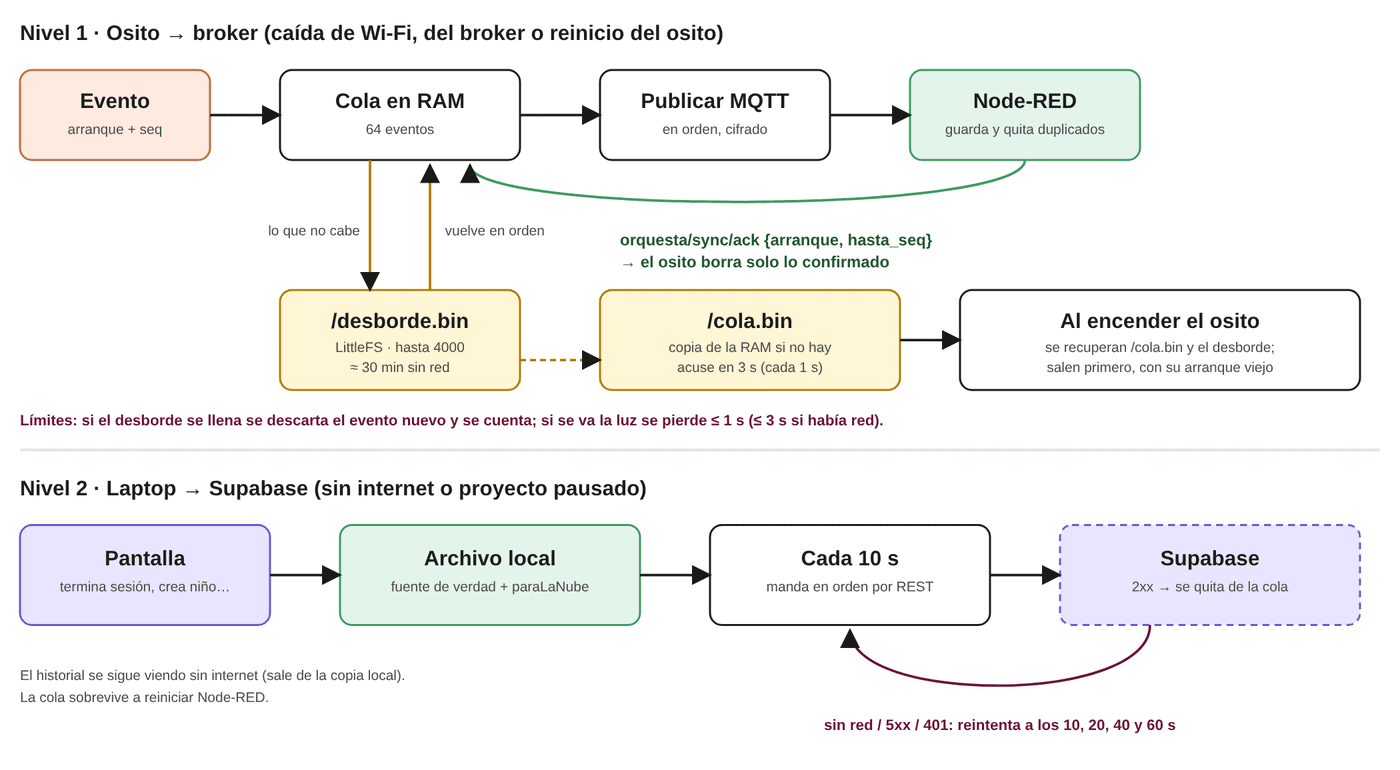 Nivel 1 · Osito → broker (caída de Wi-Fi, del broker o reinicio del osito)
Evento
arranque + seq
Cola en RAM
64 eventos
Publicar MQTT
en orden, cifrado
Node-RED
guarda y quita duplicados
lo que no cabe
vuelve en orden
orquesta/sync/ack {arranque, hasta_seq}
→ el osito borra solo lo confirmado
/desborde.bin
LittleFS · hasta 4000
≈ 30 min sin red
/cola.bin
copia de la RAM si no hay
acuse en 3 s (cada 1 s)
Al encender el osito
se recuperan /cola.bin y el desborde;
salen primero, con su arranque viejo
Límites: si el desborde se llena se descarta el evento nuevo y se cuenta; si se va la luz se pierde ≤ 1 s (≤ 3 s si había red).
Nivel 2 · Laptop → Supabase (sin internet o proyecto pausado)
Pantalla
termina sesión, crea niño…
Archivo local
fuente de verdad + paraLaNube
Cada 10 s
manda en orden por REST
Supabase
2xx → se quita de la cola
El historial se sigue viendo sin internet (sale de la copia local).
La cola sobrevive a reiniciar Node-RED.
sin red / 5xx / 401: reintenta a los 10, 20, 40 y 60 s